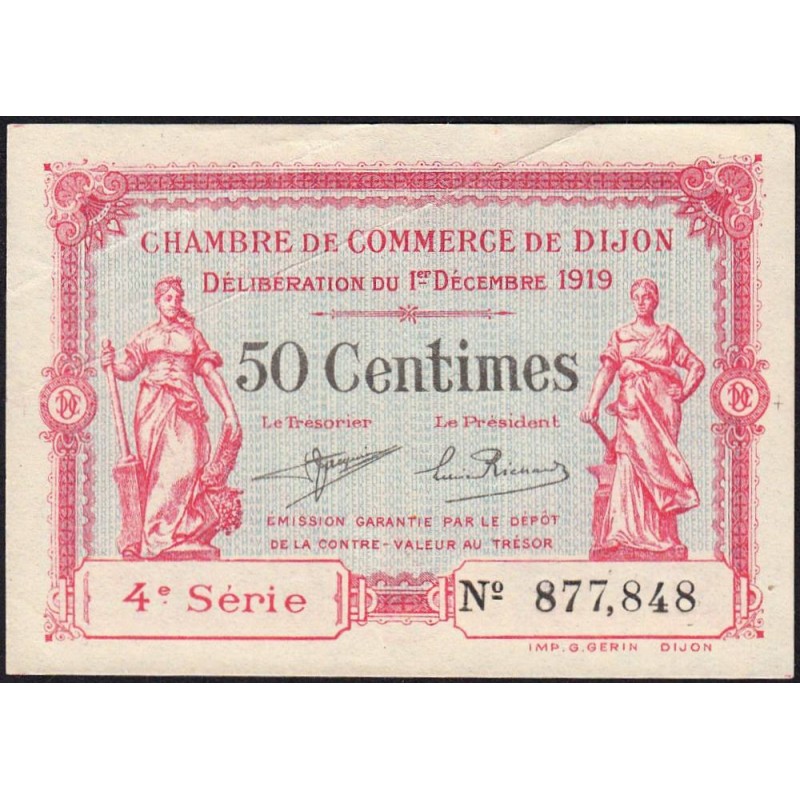 CHAMBRE DE COMMERCE DE DIJON
DÉLIBÉRATION DU 1er DÉCEMBRE 1919
50 Centimes
Le Trésorier Le Président
EMISSION GARANTIE PAR LE DÉPÔT
DE LA CONTRE-VALEUR AU TRÉSOR
4e. Série Nº 877,848
IMP. G. GERIN DIJON